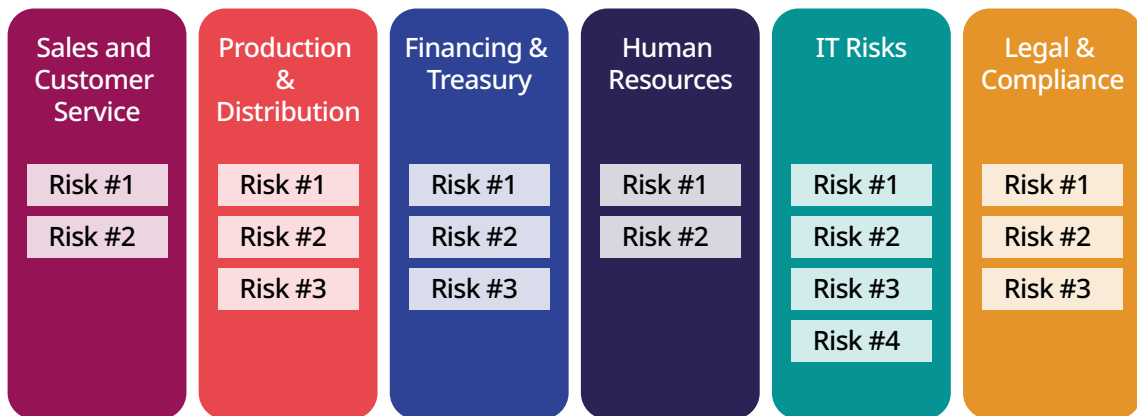 Sales and
Customer
Service
Risk #1
Risk #2
Production
&
Distribution
Risk #1
Risk #2
Risk #3
Financing &
Treasury
Risk #1
Risk #2
Risk #3
Human
Resources
Risk #1
Risk #2
IT Risks
Risk #1
Risk #2
Risk #3
Risk #4
Legal &
Compliance
Risk #1
Risk #2
Risk #3